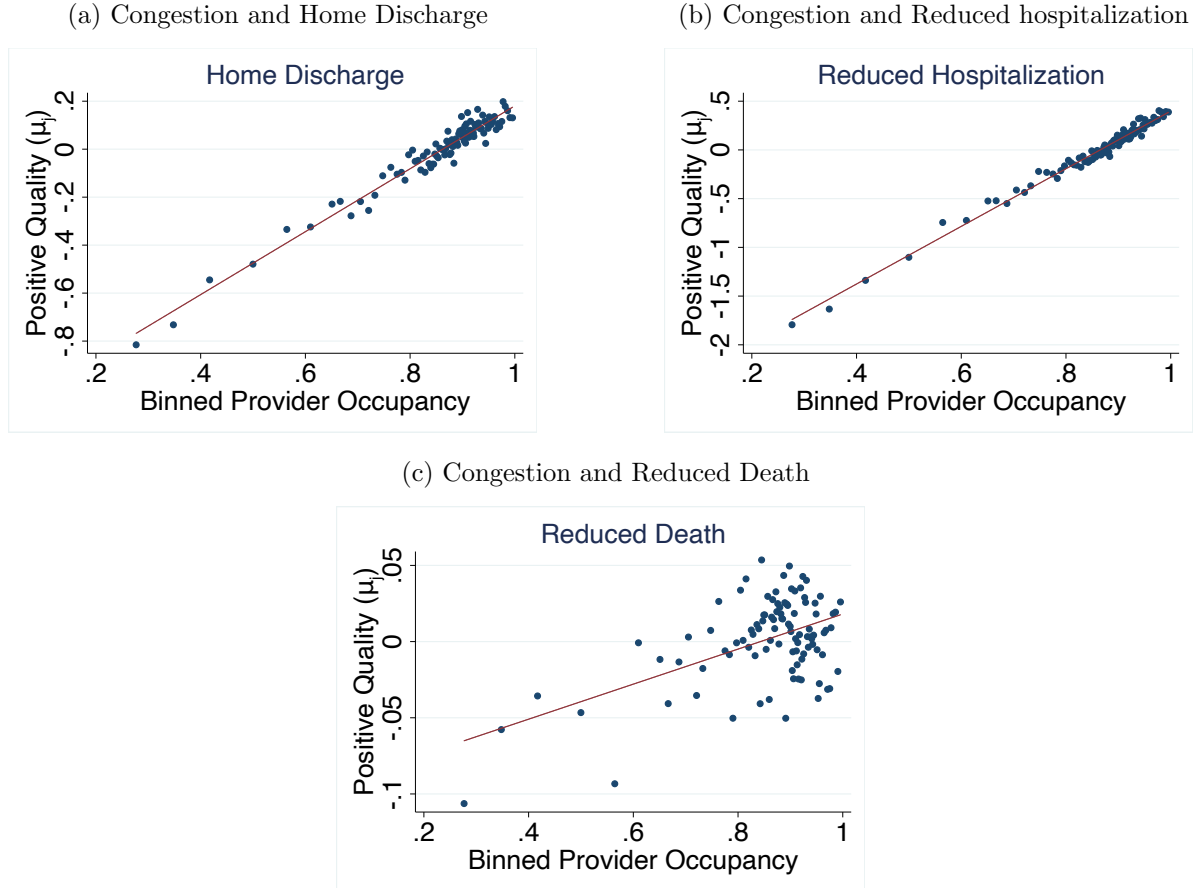 (a) Congestion and Home Discharge
(b) Congestion and Reduced hospitalization
Home Discharge
Positive Quality (μj)
.2
0
-.2
-.4
-.6
-.8
.2
.4
.6
.8
1
Binned Provider Occupancy
Reduced Hospitalization
Positive Quality (μj)
.5
0
-.5
-1
-1.5
-2
.2
.4
.6
.8
1
Binned Provider Occupancy
(c) Congestion and Reduced Death
Reduced Death
Positive Quality (μj)
.05
0
-.05
-.1
.2
.4
.6
.8
1
Binned Provider Occupancy